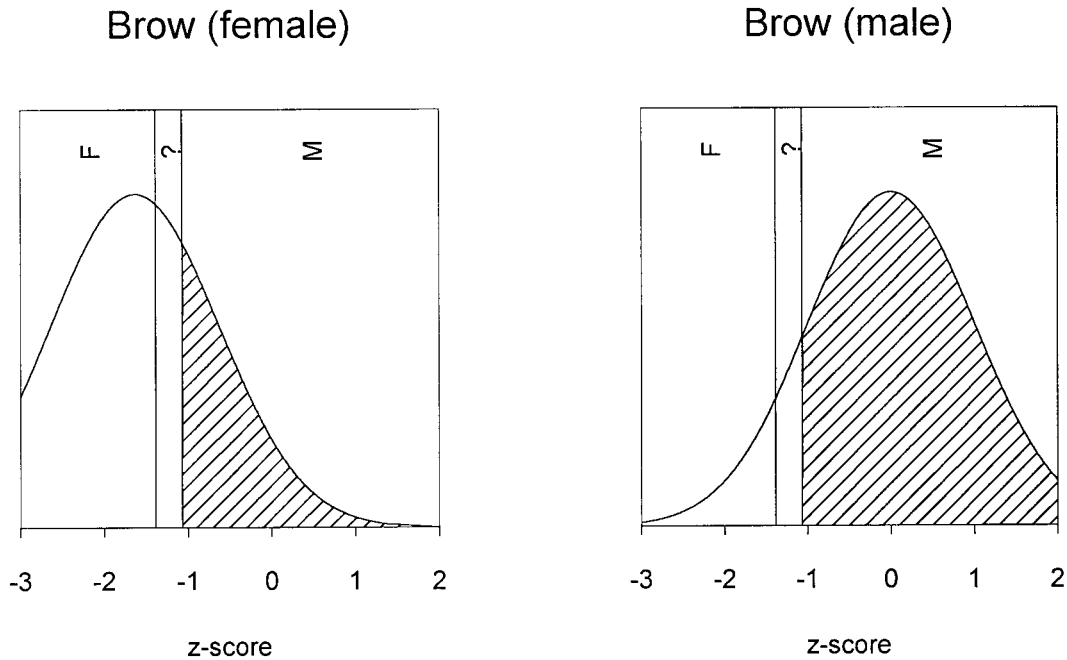 Brow (female)
F ? M
-3 -2 -1 0 1 2
z-score
Brow (male)
F ? M
-3 -2 -1 0 1 2
z-score